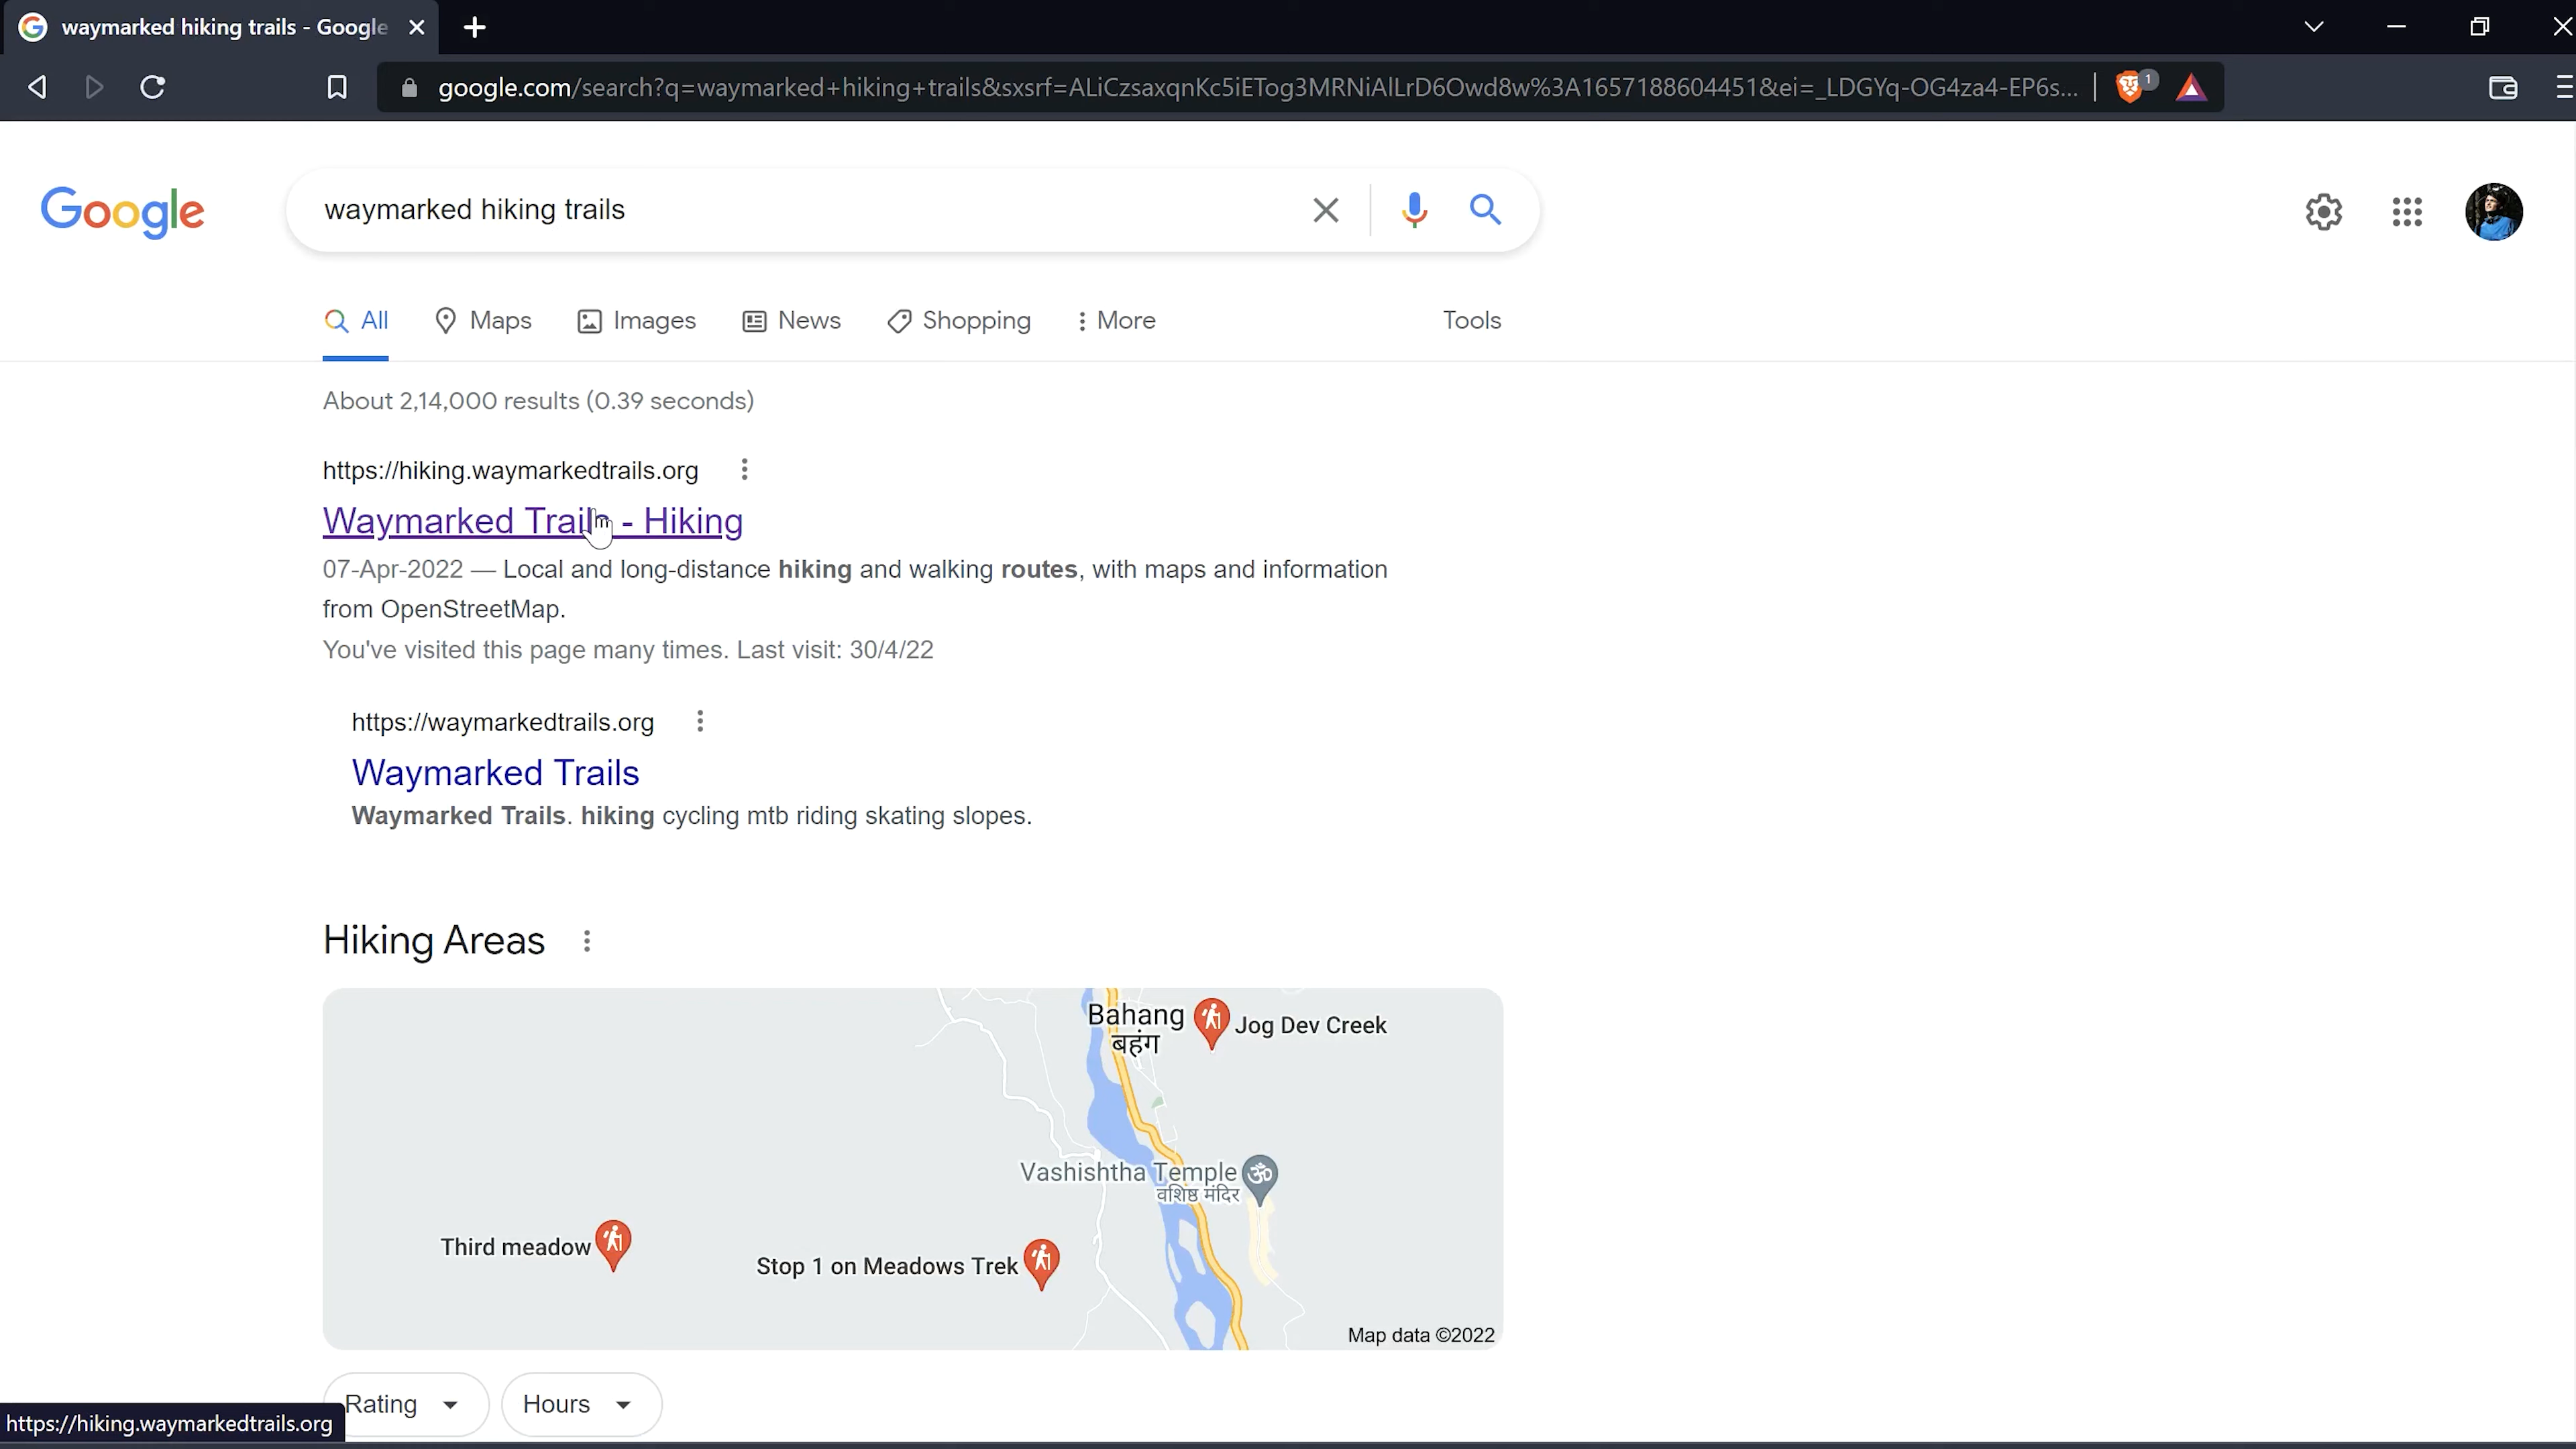 waymarked hiking trails - Google
google.com/search?q=waymarked+hiking+trails&sxsrf=ALiCzsaxqnKc5iETog3MRNiAlLrD6Owd8w%3A1657188604451&ei=_LDGYq-OG4za4-EP6s...
1
Google
waymarked hiking trails
All Maps Images News Shopping More Tools
About 2,14,000 results (0.39 seconds)
https://hiking.waymarkedtrails.org
Waymarked Trails - Hiking
07-Apr-2022 — Local and long-distance hiking and walking routes, with maps and information
from OpenStreetMap.
You've visited this page many times. Last visit: 30/4/22
https://waymarkedtrails.org
Waymarked Trails
Waymarked Trails. hiking cycling mtb riding skating slopes.
Hiking Areas
Bahang
बहंग
Jog Dev Creek
Vashishtha Temple
वशिष्ठ मंदिर
Third meadow
Stop 1 on Meadows Trek
Map data ©2022
Rating Hours
https://hiking.waymarkedtrails.org